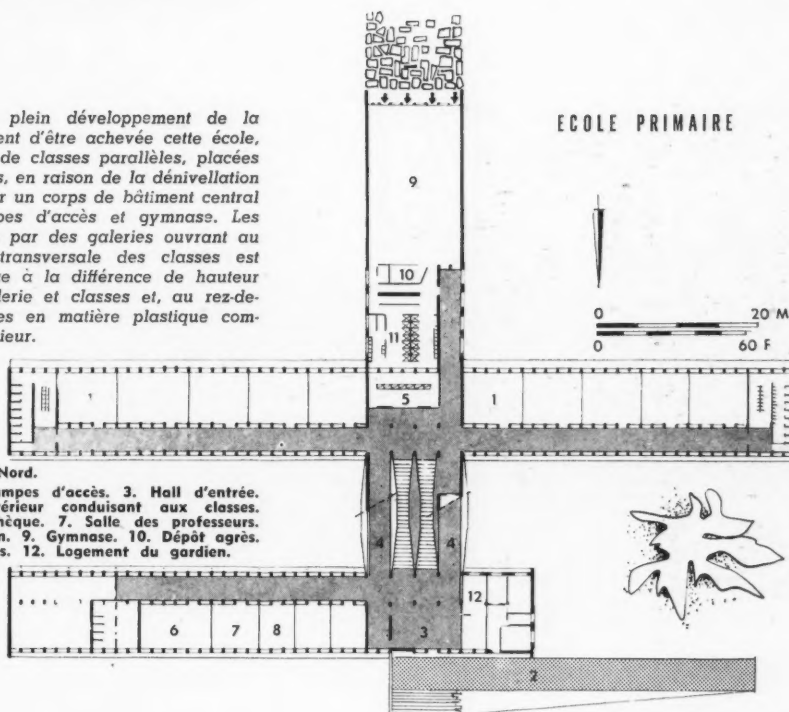 plein développement de la
ent d'être achevée cette école,
de classes parallèles, placées
s, en raison de la dénivellation
r un corps de bâtiment central
pes d'accès et gymnase. Les
par des galeries ouvrant au
transversale des classes est
e à la différence de hauteur
lerie et classes et, au rez-de-
es en matière plastique com-
ieur.
ECOLE PRIMAIRE
0 20 M
0 60 F
9
10
11
5
1
1
Nord.
mpes d'accès. 3. Hall d'entrée.
térieur conduisant aux classes.
hèque. 7. Salle des professeurs.
n. 9. Gymnase. 10. Dépôt agrès.
s. 12. Logement du gardien.
4
4
12
6
7
8
3
2